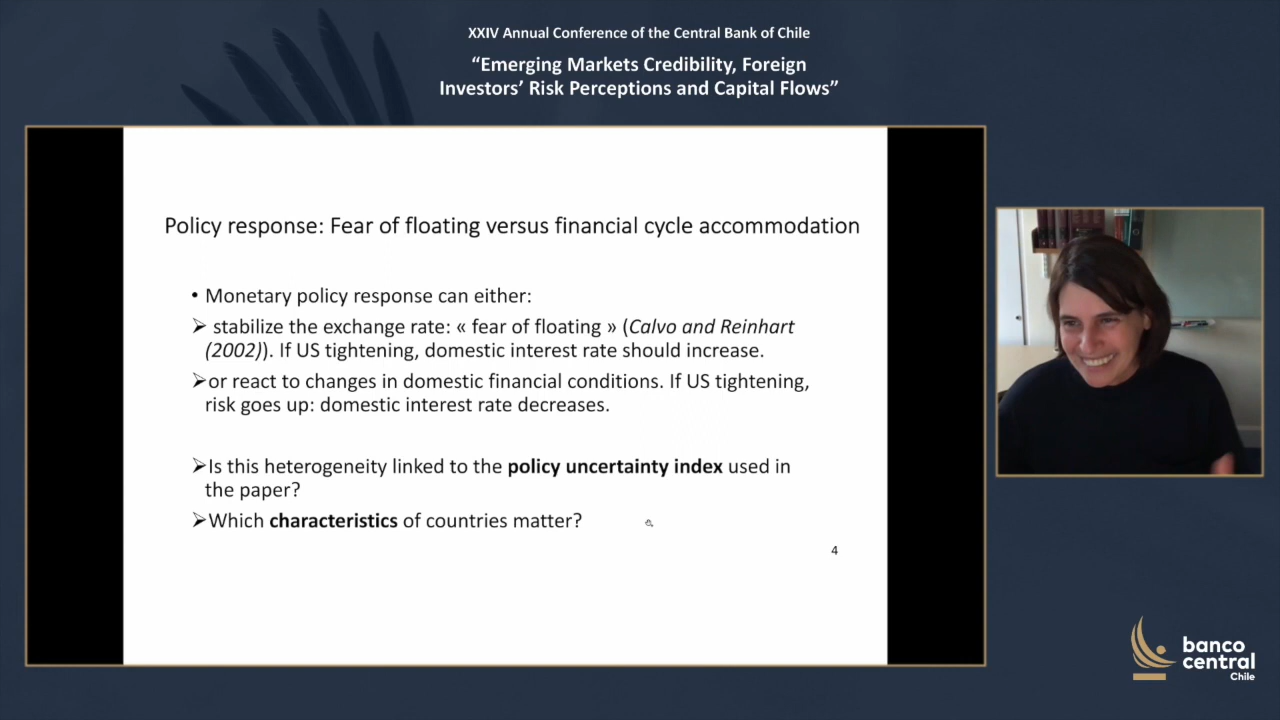 XXIV Annual Conference of the Central Bank of Chile
“Emerging Markets Credibility, Foreign
Investors’ Risk Perceptions and Capital Flows”
Policy response: Fear of floating versus financial cycle accommodation
• Monetary policy response can either:
➢ stabilize the exchange rate: « fear of floating » (Calvo and Reinhart
(2002)). If US tightening, domestic interest rate should increase.
➢or react to changes in domestic financial conditions. If US tightening,
risk goes up: domestic interest rate decreases.
➢Is this heterogeneity linked to the policy uncertainty index used in
the paper?
➢Which characteristics of countries matter?
4
banco
central
Chile